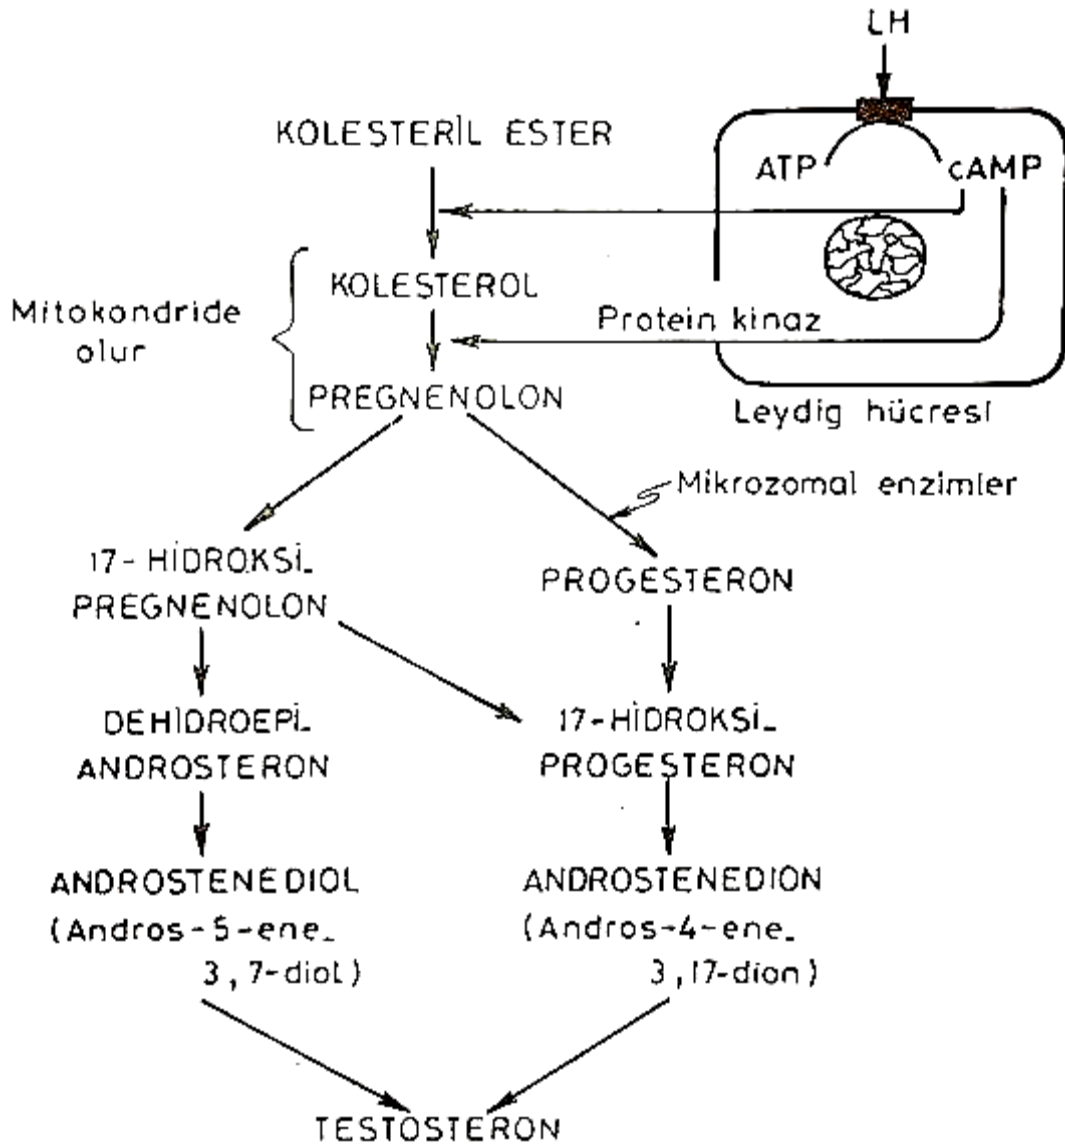 LH
KOLESTERİL ESTER
ATP
cAMP
KOLESTEROL
Mitokondride
olur
Protein kinaz
PREGNENOLON
Leydig hücresi
Mikrozomal enzimler
17-HİDROKSİ-
PREGNENOLON
PROGESTERON
DEHİDROEPİ-
ANDROSTERON
17-HİDROKSİ-
PROGESTERON
ANDROSTENEDIOL
(Andros-5-ene-
3,7-diol)
ANDROSTENEDION
(Andros-4-ene-
3,17-dion)
TESTOSTERON